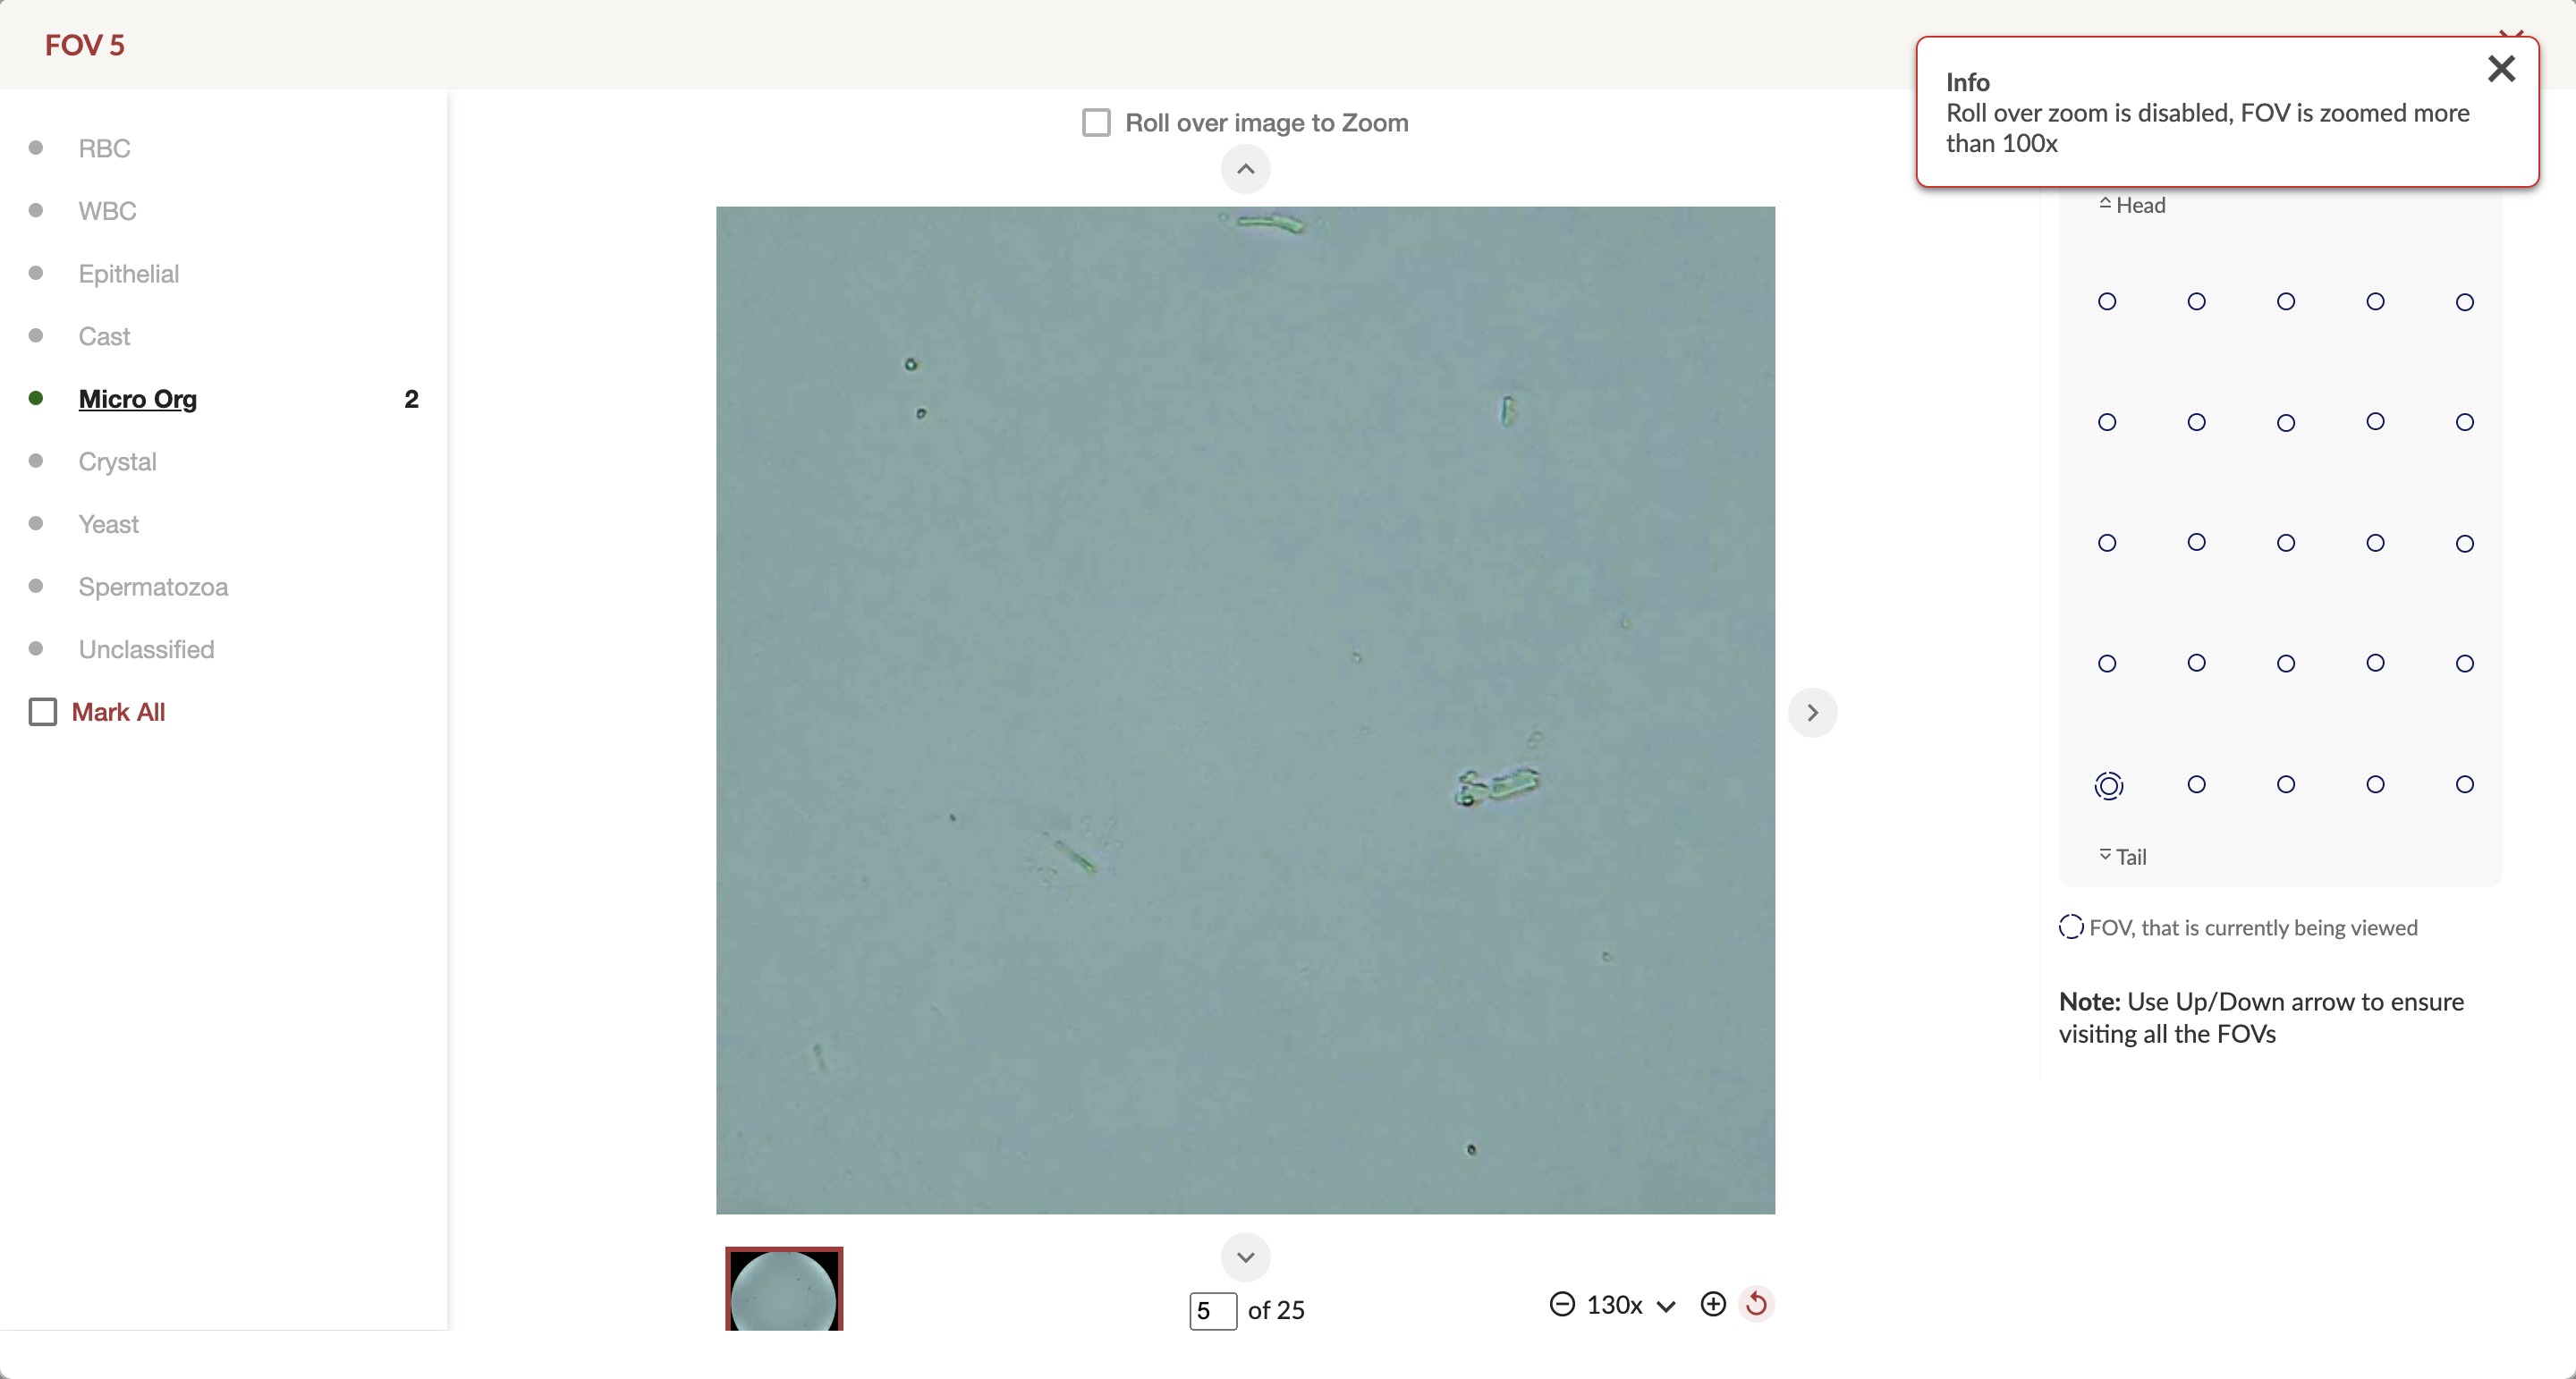 FOV 5
Info
Roll over zoom is disabled, FOV is zoomed more
than 100x
Roll over image to Zoom
RBC
WBC
Epithelial
Cast
Micro Org 2
Crystal
Yeast
Spermatozoa
Unclassified
Mark All
Head
Tail
FOV, that is currently being viewed
Note: Use Up/Down arrow to ensure
visiting all the FOVs
5 of 25
130x